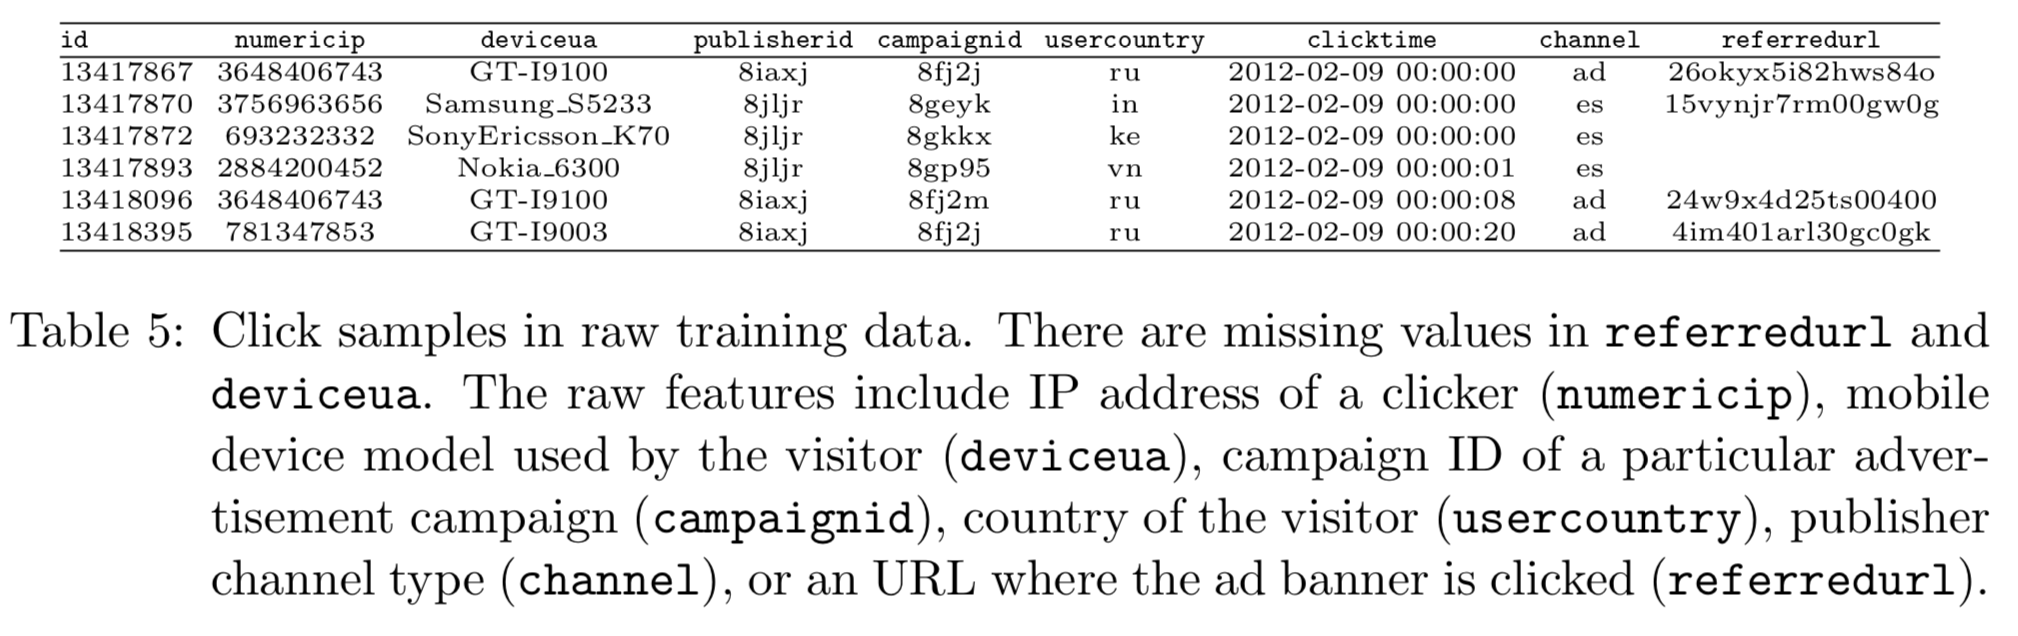 id numericip deviceua publisherid campaignid usercountry clicktime channel referredurl
13417867 3648406743 GT-I9100 8iaxj 8fj2j ru 2012-02-09 00:00:00 ad 26okyx5i82hws84o
13417870 3756963656 Samsung_S5233 8jljr 8geyk in 2012-02-09 00:00:00 es 15vynjr7rm00gw0g
13417872 693232332 SonyEricsson_K70 8jljr 8gkkx ke 2012-02-09 00:00:00 es
13417893 2884200452 Nokia_6300 8jljr 8gp95 vn 2012-02-09 00:00:01 es
13418096 3648406743 GT-I9100 8iaxj 8fj2m ru 2012-02-09 00:00:08 ad 24w9x4d25ts00400
13418395 781347853 GT-I9003 8iaxj 8fj2j ru 2012-02-09 00:00:20 ad 4im401arl30gc0gk
Table 5: Click samples in raw training data. There are missing values in referredurl and
deviceua. The raw features include IP address of a clicker (numericip), mobile
device model used by the visitor (deviceua), campaign ID of a particular adver-
tisement campaign (campaignid), country of the visitor (usercountry), publisher
channel type (channel), or an URL where the ad banner is clicked (referredurl).